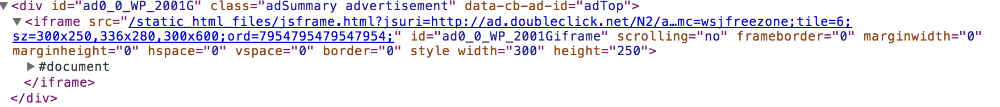 <div id="ad0_0_WP_2001G" class="adSummary advertisement" data-cb-ad-id="adTop">
<iframe src="/static_html_files/jsframe.html?jsuri=http://ad.doubleclick.net/N2/a…mc=wsjfreezone;tile=6;
sz=300x250,336x280,300x600;ord=7954795479547954;" id="ad0_0_WP_2001Giframe" scrolling="no" frameborder="0" marginwidth="0"
marginheight="0" hspace="0" vspace="0" border="0" style width="300" height="250">
#document
</iframe>
</div>